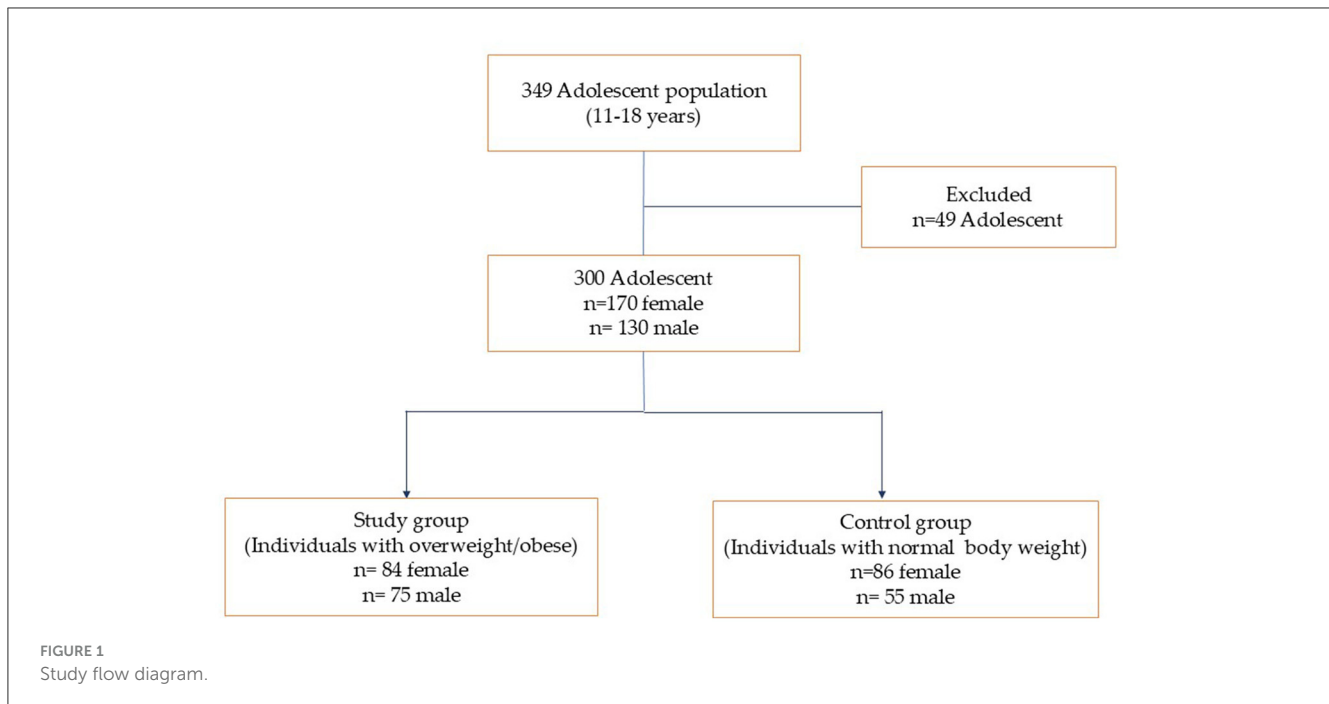 349 Adolescent population
(11-18 years)
Excluded
n=49 Adolescent
300 Adolescent
n=170 female
n= 130 male
Study group
(Individuals with overweight/obese)
n= 84 female
n= 75 male
Control group
(Individuals with normal body weight)
n=86 female
n= 55 male
FIGURE 1
Study flow diagram.